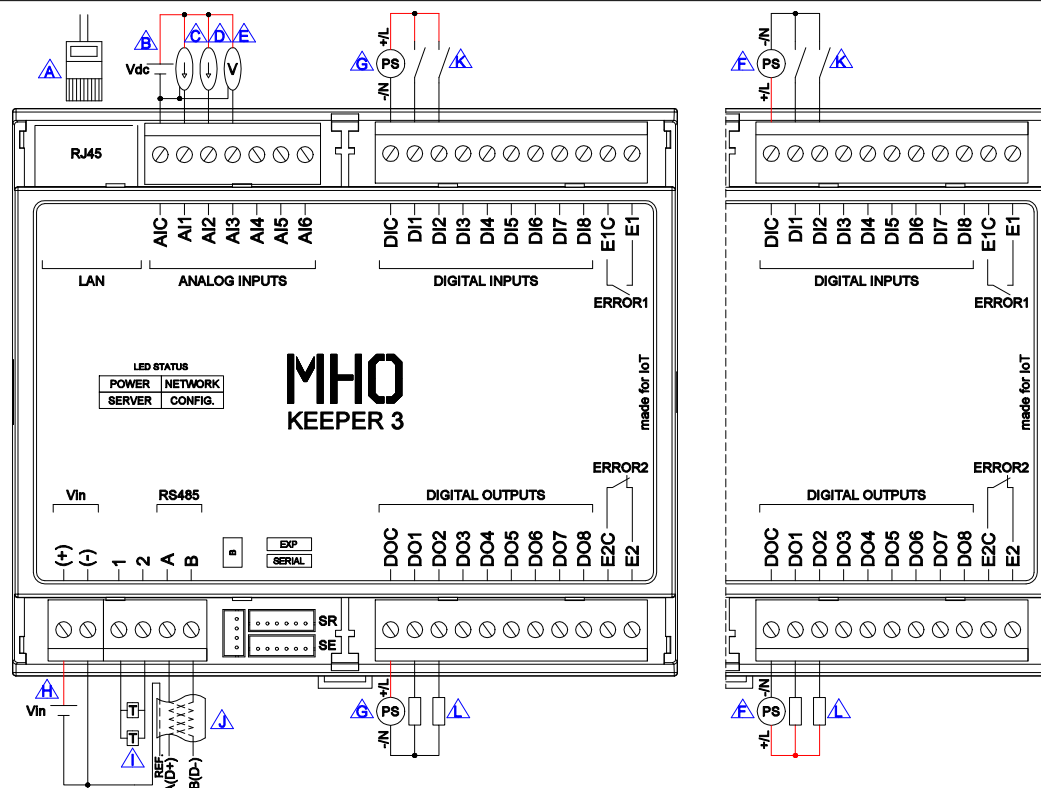 +/L
-/N
B
C
D
E
G
K
F
K
A
Vdc
V
PS
PS
-/N
+/L
RJ45
AIC
AI1
AI2
AI3
AI4
AI5
AI6
DIC
DI1
DI2
DI3
DI4
DI5
DI6
DI7
DI8
E1C
E1
DIC
DI1
DI2
DI3
DI4
DI5
DI6
DI7
DI8
E1C
E1
LAN
ANALOG INPUTS
DIGITAL INPUTS
DIGITAL INPUTS
ERROR1
ERROR1
LED STATUS
POWER NETWORK
SERVER CONFIG.
MHO
KEEPER 3
made for IoT
made for IoT
ERROR2
ERROR2
Vin
RS485
DIGITAL OUTPUTS
DIGITAL OUTPUTS
(+)
(-)
1
2
A
B
B
EXP
SERIAL
DOC
DO1
DO2
DO3
DO4
DO5
DO6
DO7
DO8
E2C
E2
DOC
DO1
DO2
DO3
DO4
DO5
DO6
DO7
DO8
E2C
E2
SR
SE
H
Vin
T
T
I
J
REF.
A(D+)
B(D-)
+/L
G
PS
L
-/N
-/N
F
PS
L
+/L